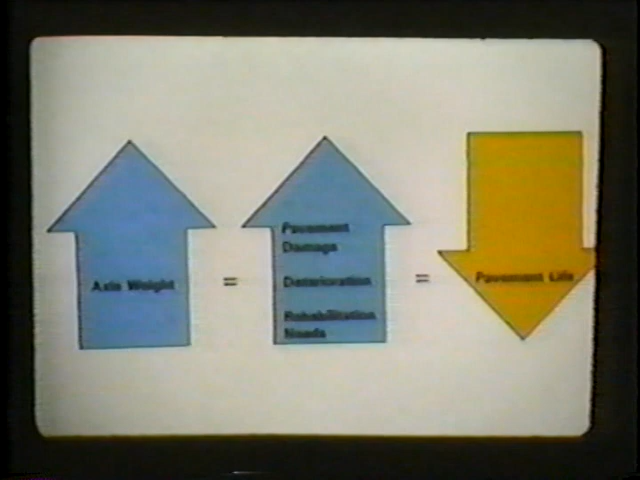 Axle Weight
=
Pavement
Damage
Deterioration
Rehabilitation
Needs
=
Pavement Life